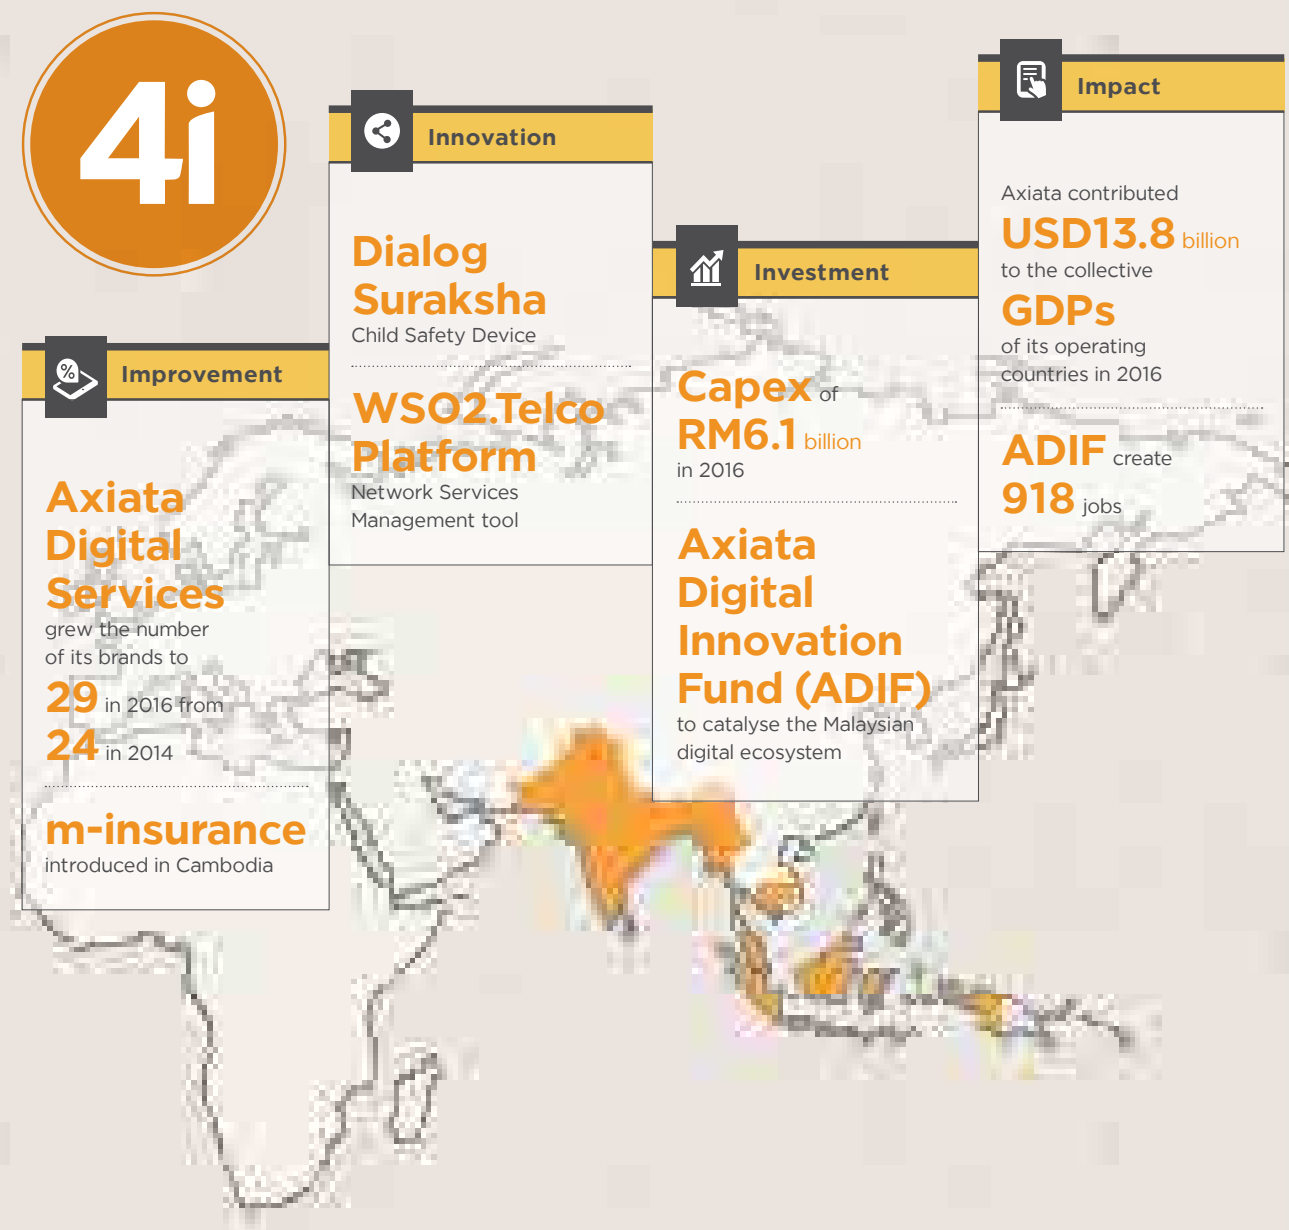 4i
Improvement
Axiata
Digital
Services
grew the number
of its brands to
29 in 2016 from
24 in 2014
m-insurance
introduced in Cambodia
Innovation
Dialog
Suraksha
Child Safety Device
WSO2.Telco
Platform
Network Services
Management tool
Investment
Capex of
RM6.1 billion
in 2016
Axiata
Digital
Innovation
Fund (ADIF)
to catalyse the Malaysian
digital ecosystem
Impact
Axiata contributed
USD13.8 billion
to the collective
GDPs
of its operating
countries in 2016
ADIF create
918 jobs